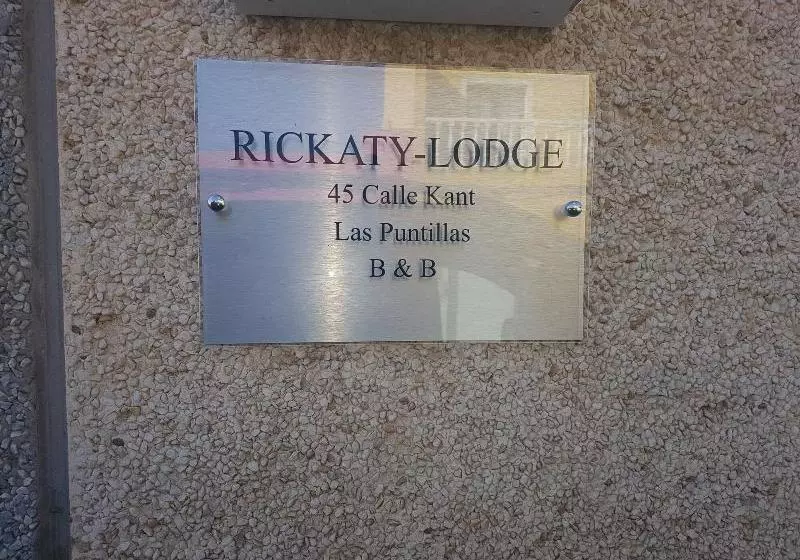 RICKATY-LODGE
45 Calle Kant
Las Puntillas
B & B